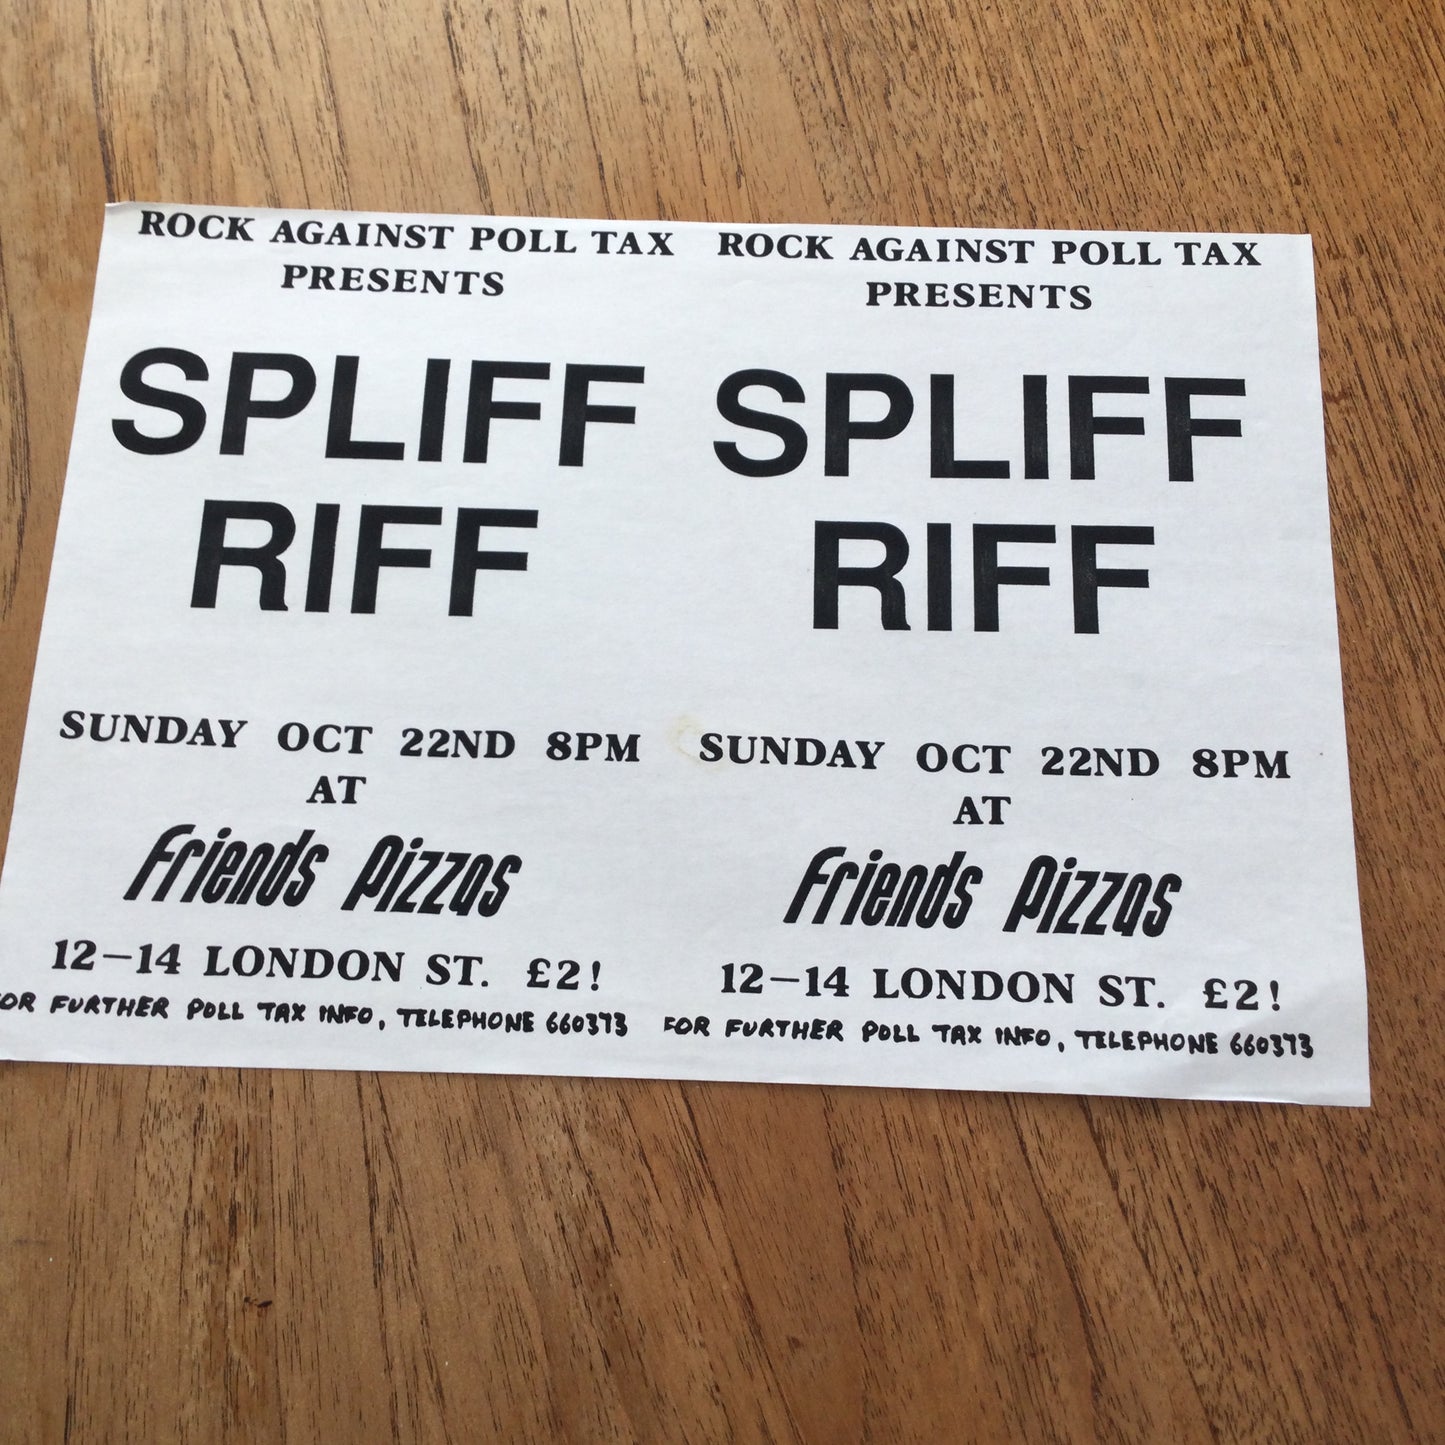 ROCK AGAINST POLL TAX
PRESENTS
SPLIFF
RIFF
SUNDAY OCT 22ND 8PM
AT
Friends Pizzas
12-14 LONDON ST. £2!
OR FURTHER POLL TAX INFO, TELEPHONE 660373
ROCK AGAINST POLL TAX
PRESENTS
SPLIFF
RIFF
SUNDAY OCT 22ND 8PM
AT
Friends Pizzas
12-14 LONDON ST. £2!
FOR FURTHER POLL TAX INFO, TELEPHONE 660373